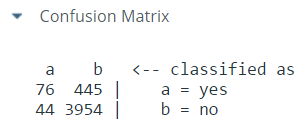 Confusion Matrix
a b <-- classified as
76 445 | a = yes
44 3954 | b = no